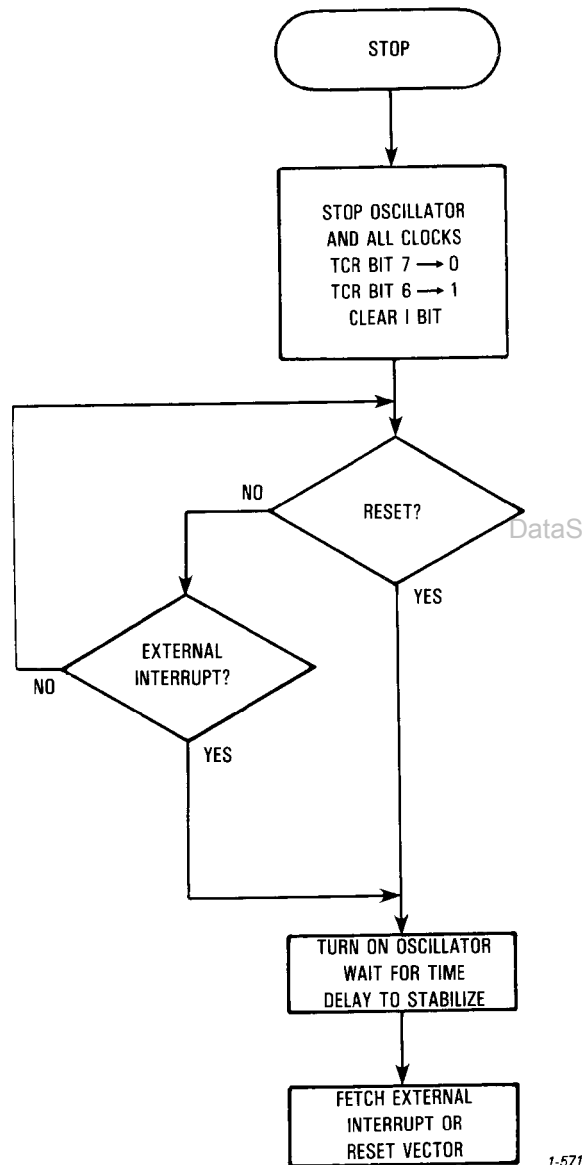 STOP
STOP OSCILLATOR
AND ALL CLOCKS
TCR BIT 7 → 0
TCR BIT 6 → 1
CLEAR I BIT
RESET?
NO
YES
DataS
EXTERNAL
INTERRUPT?
NO
YES
TURN ON OSCILLATOR
WAIT FOR TIME
DELAY TO STABILIZE
FETCH EXTERNAL
INTERRUPT OR
RESET VECTOR
1-571